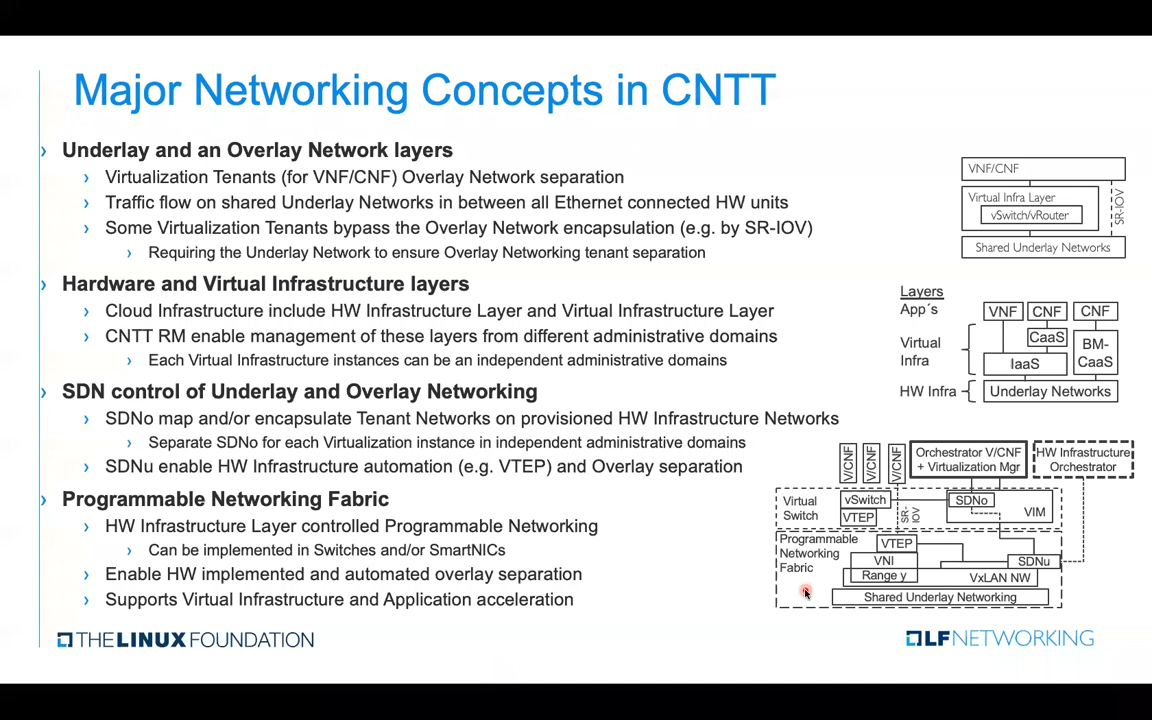 Major Networking Concepts in CNTT
› Underlay and an Overlay Network layers
› Virtualization Tenants (for VNF/CNF) Overlay Network separation
› Traffic flow on shared Underlay Networks in between all Ethernet connected HW units
› Some Virtualization Tenants bypass the Overlay Network encapsulation (e.g. by SR-IOV)
› Requiring the Underlay Network to ensure Overlay Networking tenant separation
› Hardware and Virtual Infrastructure layers
› Cloud Infrastructure include HW Infrastructure Layer and Virtual Infrastructure Layer
› CNTT RM enable management of these layers from different administrative domains
› Each Virtual Infrastructure instances can be an independent administrative domains
› SDN control of Underlay and Overlay Networking
› SDNo map and/or encapsulate Tenant Networks on provisioned HW Infrastructure Networks
› Separate SDNo for each Virtualization instance in independent administrative domains
› SDNu enable HW Infrastructure automation (e.g. VTEP) and Overlay separation
› Programmable Networking Fabric
› HW Infrastructure Layer controlled Programmable Networking
› Can be implemented in Switches and/or SmartNICs
› Enable HW implemented and automated overlay separation
› Supports Virtual Infrastructure and Application acceleration
VNF/CNF
Virtual Infra Layer
vSwitch/vRouter
SR-IOV
Shared Underlay Networks
Layers
App´s
VNF
CNF
CNF
Virtual
Infra
CaaS
BM-
CaaS
IaaS
HW Infra
Underlay Networks
V/CNF
V/CNF
V/CNF
Orchestrator V/CNF
+ Virtualization Mgr
HW Infrastructure
Orchestrator
Virtual
Switch
vSwitch
VTEP
SR-
IOV
SDNo
VIM
Programmable
Networking
Fabric
VTEP
VNI
Range y
SDNu
VxLAN NW
Shared Underlay Networking
THE LINUX FOUNDATION
LF NETWORKING